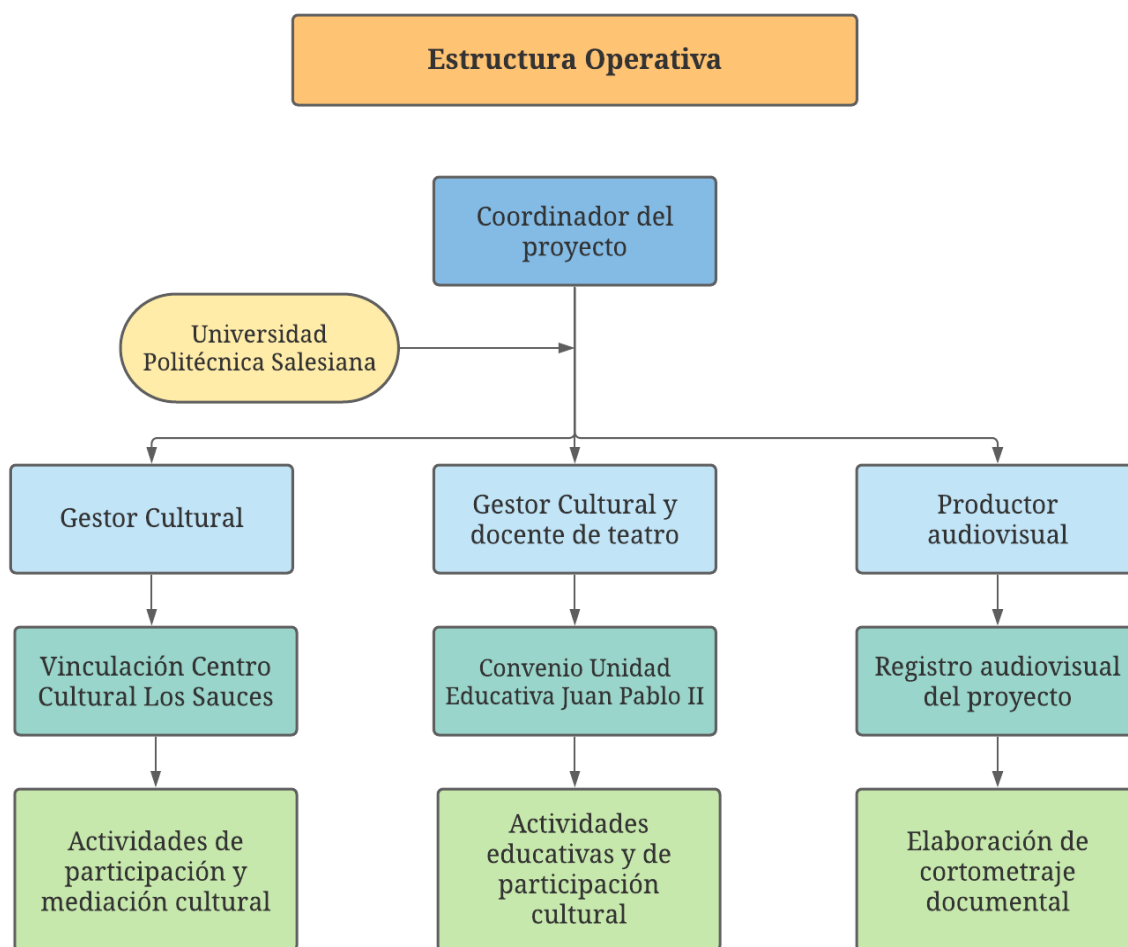 Estructura Operativa
Coordinador del
proyecto
Universidad
Politécnica Salesiana
Gestor Cultural
Gestor Cultural y
docente de teatro
Productor
audiovisual
Vinculación Centro
Cultural Los Sauces
Convenio Unidad
Educativa Juan Pablo II
Registro audiovisual
del proyecto
Actividades de
participación y
mediación cultural
Actividades
educativas y de
participación
cultural
Elaboración de
cortometraje
documental